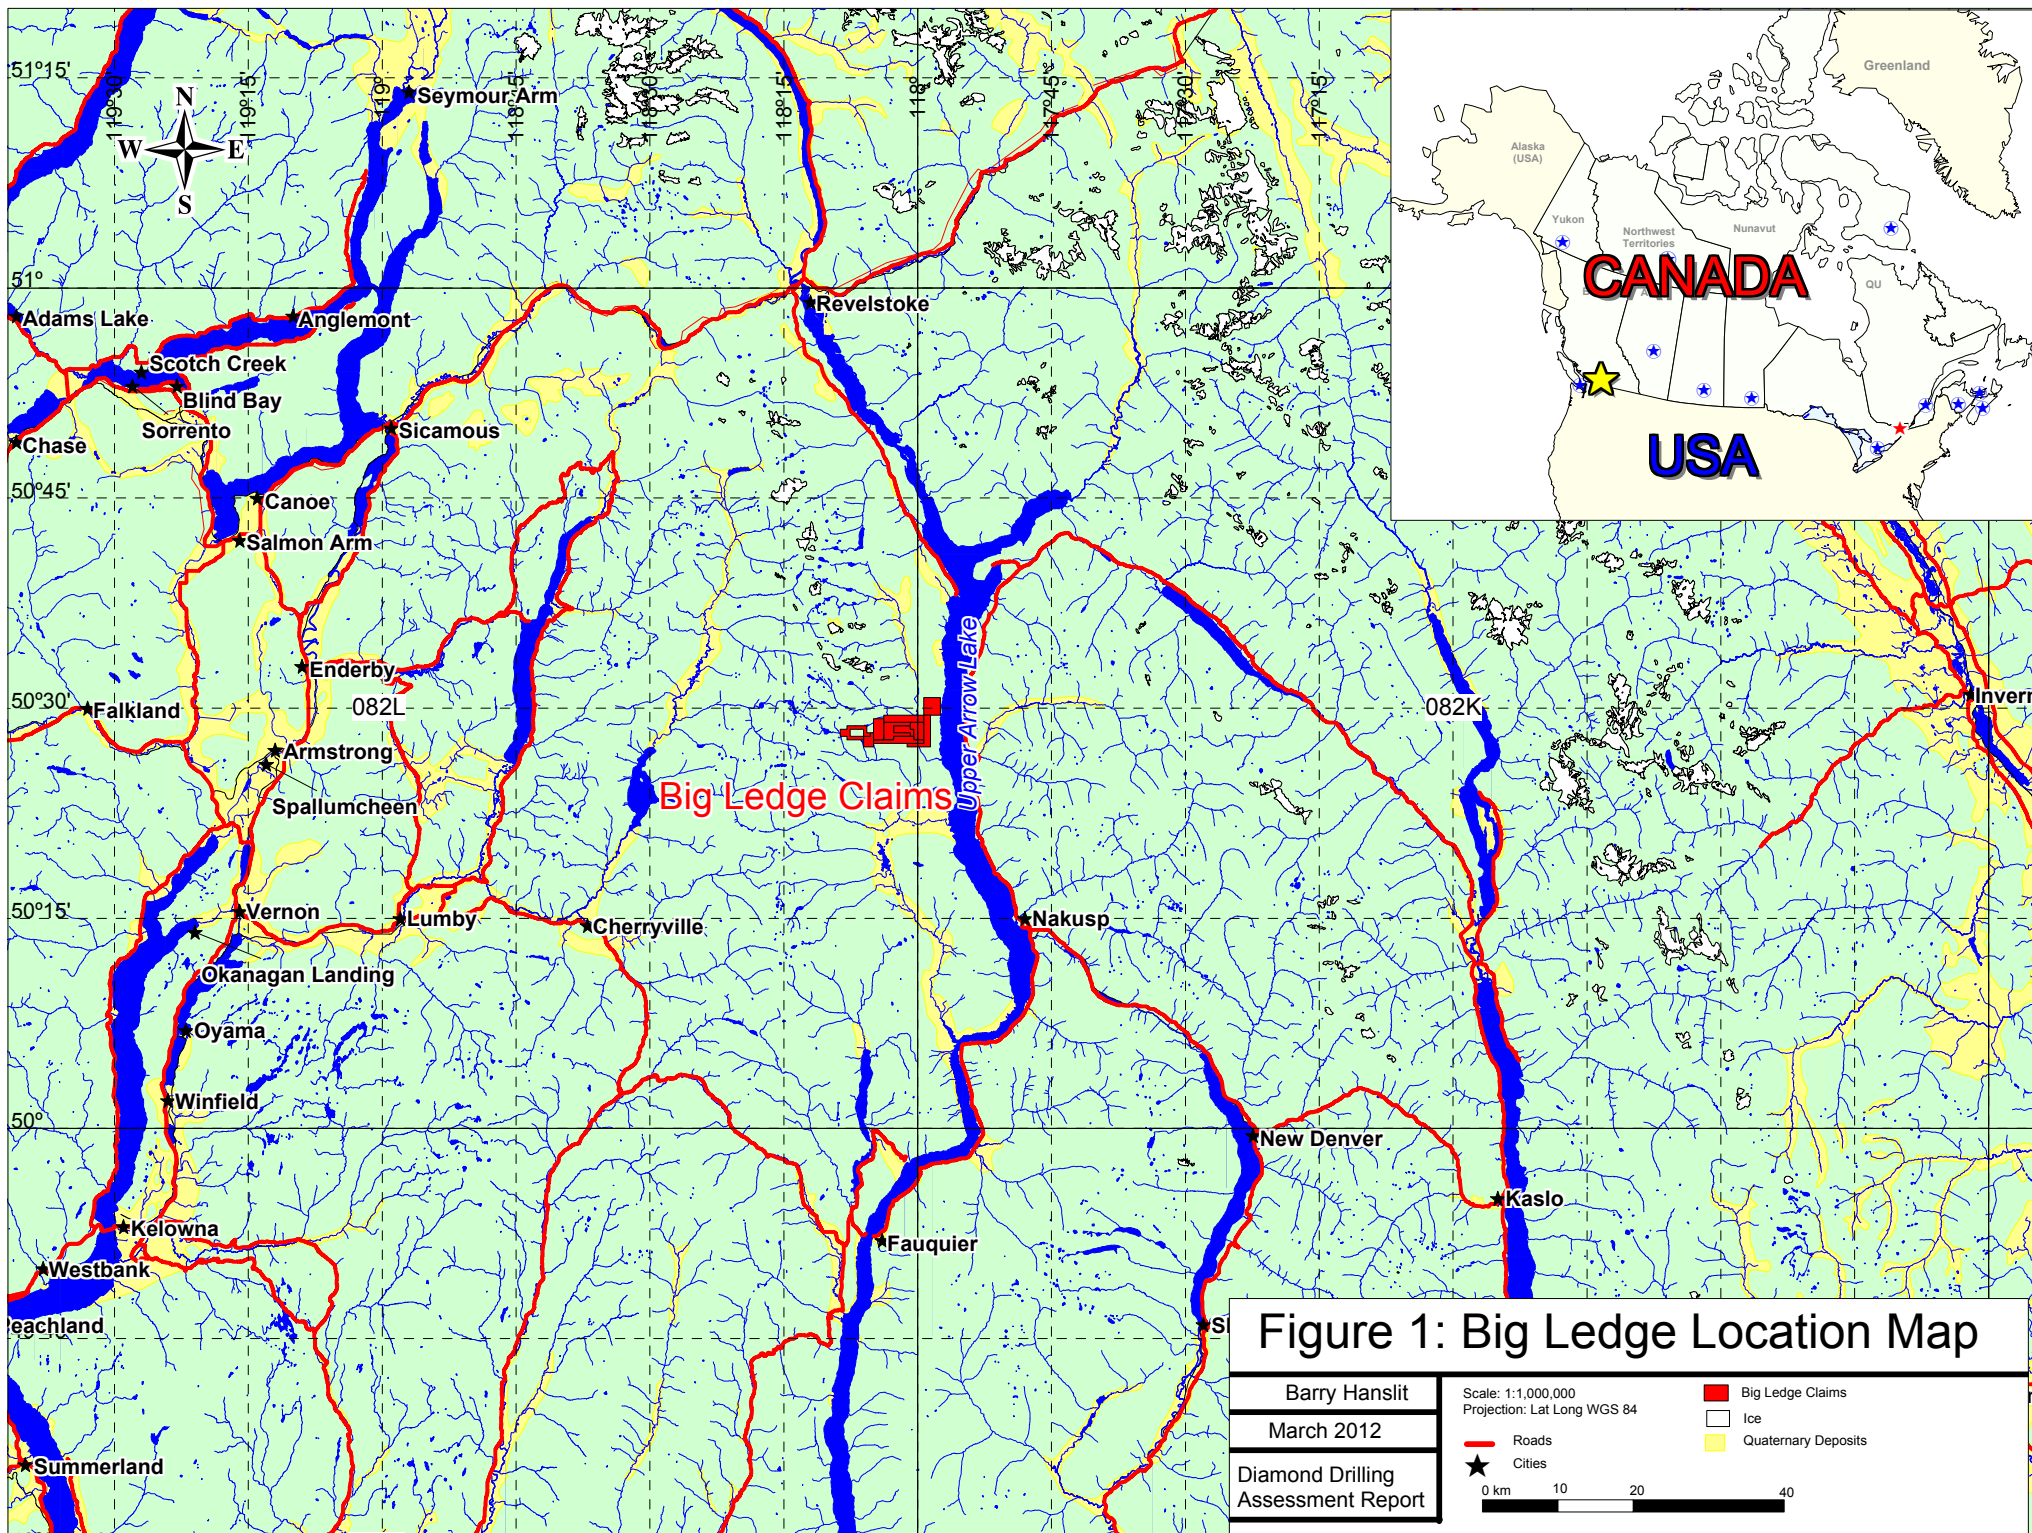 51°15'
119°30'
119°15'
119°
118°45'
118°30'
118°15'
118°
117°45'
117°30'
117°15'
N
W
E
S
Seymour Arm
Greenland
Alaska
(USA)
Yukon
Northwest
Territories
Nunavut
QU
CANADA
USA
51°
Adams Lake
Anglemont
Revelstoke
Scotch Creek
Blind Bay
Sorrento
Chase
Sicamous
50°45'
Canoe
Salmon Arm
Enderby
Upper Arrow Lake
50°30'
Falkland
082L
082K
Inverm
Armstrong
Spallumcheen
Big Ledge Claims
50°15'
Vernon
Lumby
Cherryville
Nakusp
Okanagan Landing
Oyama
Winfield
50°
New Denver
Kaslo
Kelowna
Fauquier
Westbank
Peachland
Sl
Summerland
Figure 1: Big Ledge Location Map
Barry Hanslit
March 2012
Diamond Drilling
Assessment Report
Scale: 1:1,000,000
Projection: Lat Long WGS 84
Roads
Cities
Big Ledge Claims
Ice
Quaternary Deposits
0 km 10 20 40